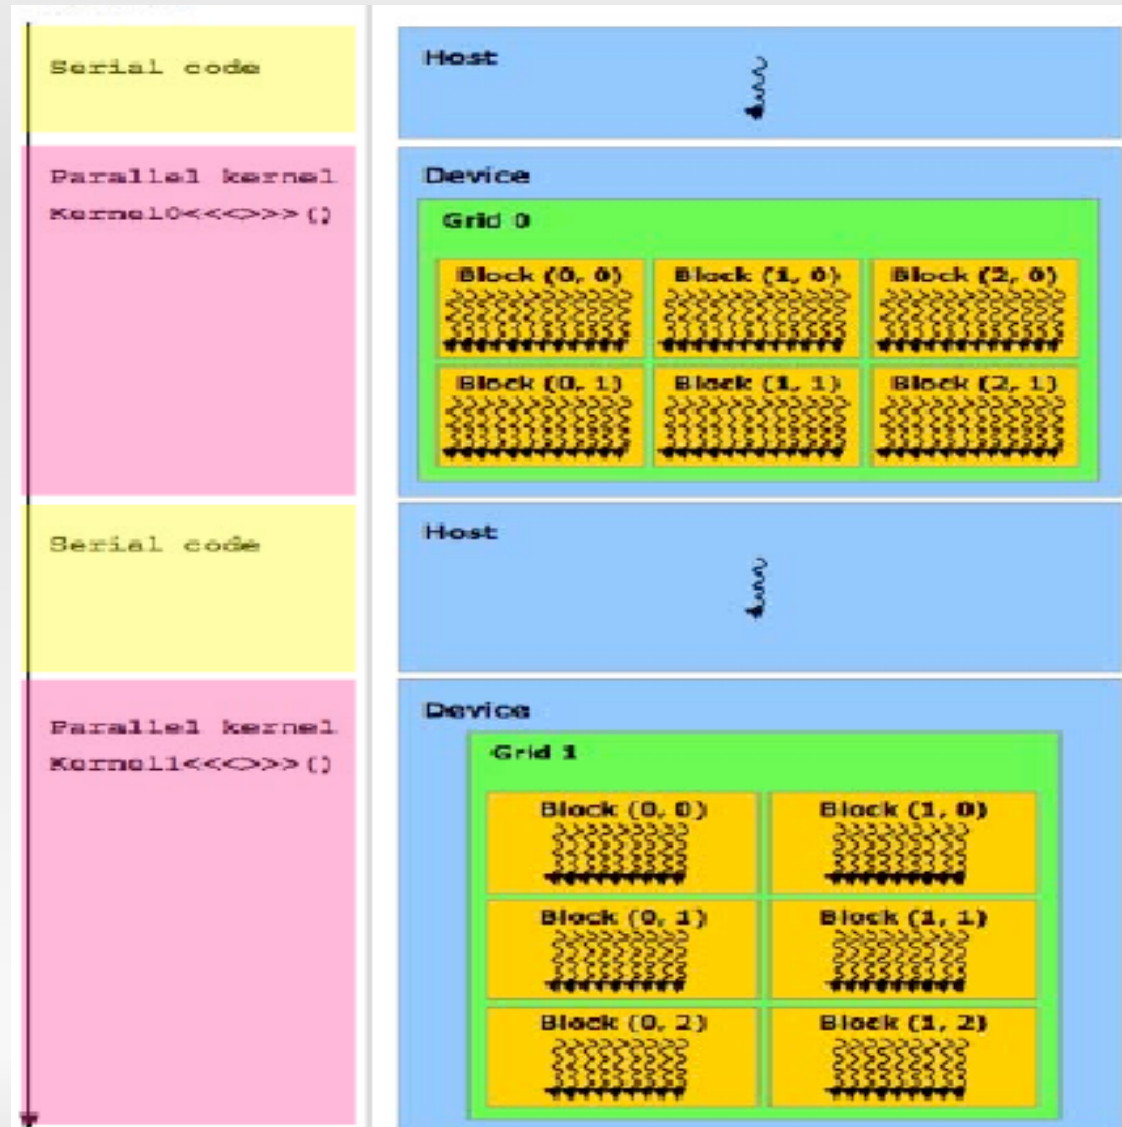 Serial code
Host
Parallel kernel
Kernel0<<<>>>()
Device
Grid 0
Block (0, 0)
Block (1, 0)
Block (2, 0)
Block (0, 1)
Block (1, 1)
Block (2, 1)
Serial code
Host
Parallel kernel
Kernel1<<<>>>()
Device
Grid 1
Block (0, 0)
Block (1, 0)
Block (0, 1)
Block (1, 1)
Block (0, 2)
Block (1, 2)